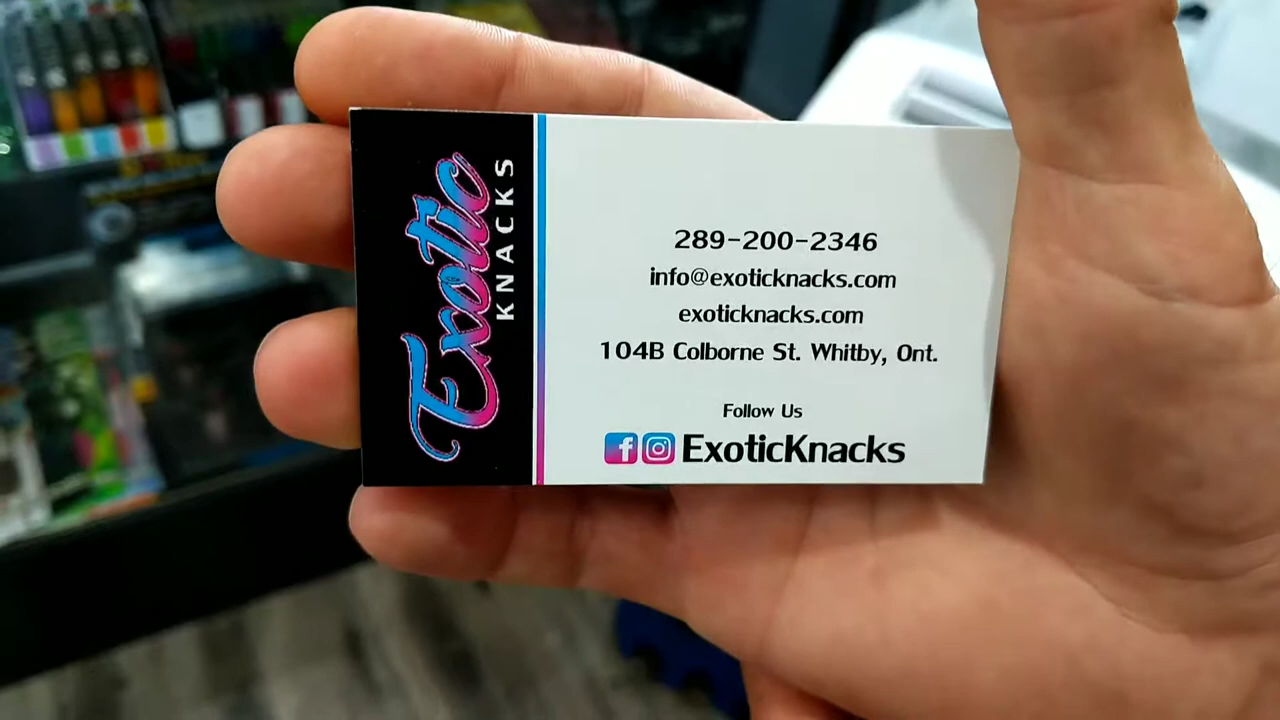 Exotic
KNACKS
289-200-2346
info@exoticknacks.com
exoticknacks.com
104B Colborne St. Whitby, Ont.
Follow Us
ExoticKnacks